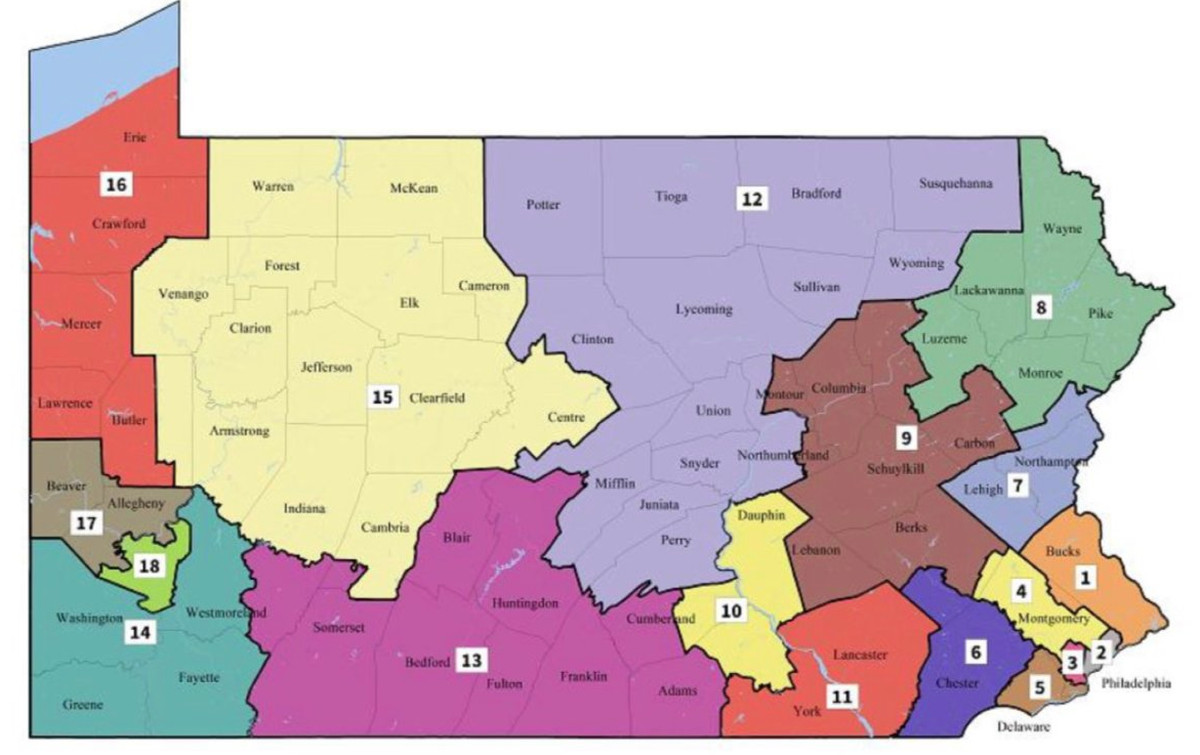 Erie
16
Crawford
Warren
McKean
Potter
Tioga
12
Bradford
Susquehanna
Wayne
Forest
Venango
Cameron
Elk
Clarion
Mercer
Jefferson
Sullivan
Wyoming
Lackawanna
8
Pike
Lycoming
Clinton
Luzerne
Monroe
Lawrence
Butler
15
Clearfield
Centre
Armstrong
Union
Montour
Columbia
9
Carbon
Snyder
Northumberland
Schuylkill
Northampton
Lehigh
7
Beaver
Allegheny
17
Indiana
Cambria
Mifflin
Juniata
Dauphin
Blair
Perry
Berks
Lebanon
Bucks
1
18
Huntingdon
4
Washington
14
Westmoreland
Somerset
Cumberland
10
Montgomery
Bedford
13
Fulton
Franklin
Lancaster
6
3
2
Fayette
Greene
Adams
York
11
Chester
5
Philadelphia
Delaware